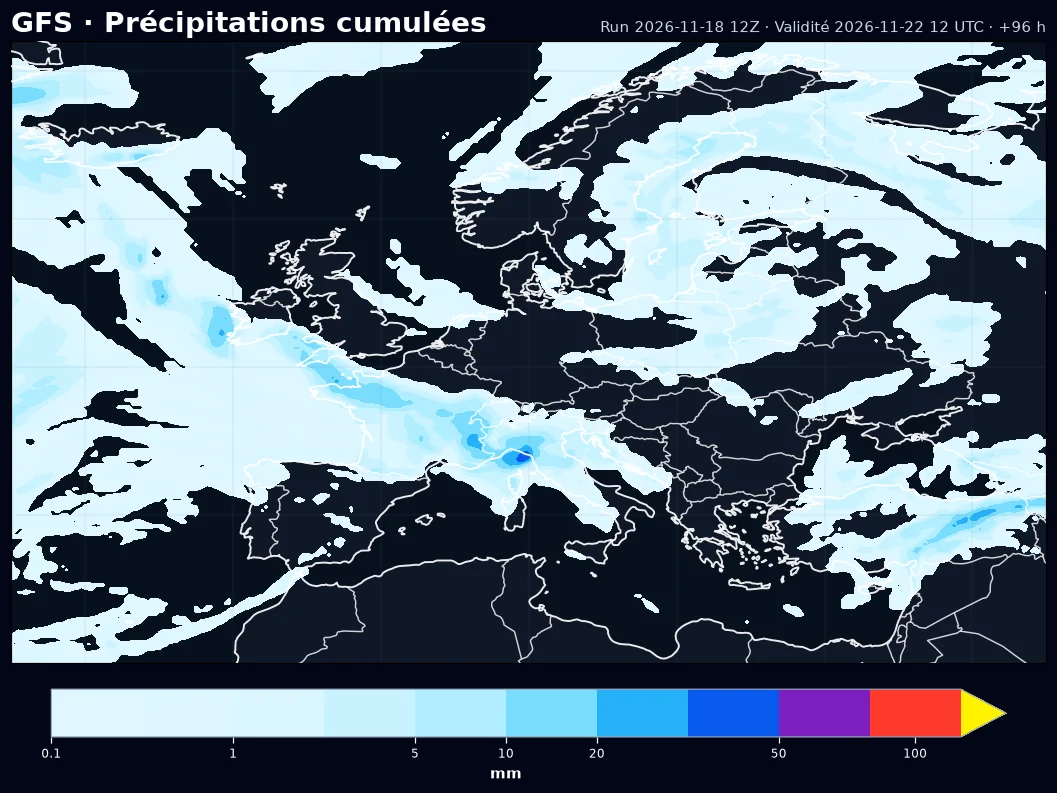 GFS · Précipitations cumulées
Run 2026-11-18 12Z · Validité 2026-11-22 12 UTC · +96 h
0.1 1 5 10 20 50 100
mm